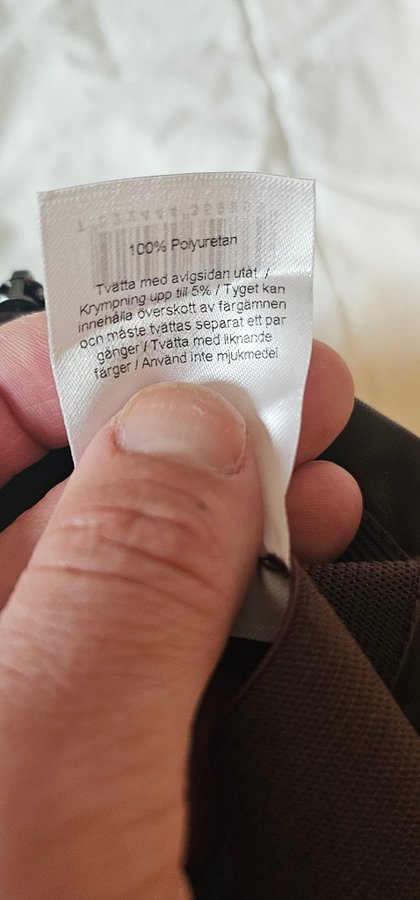 100% Polyuretan
Tvätta med avigsidan utåt /
Krympning upp till 5% / Tyget kan
innehålla överskott av färgämnen
och måste tvättas separat ett par
gånger / Tvätta med liknande
färger / Använd inte mjukmedel